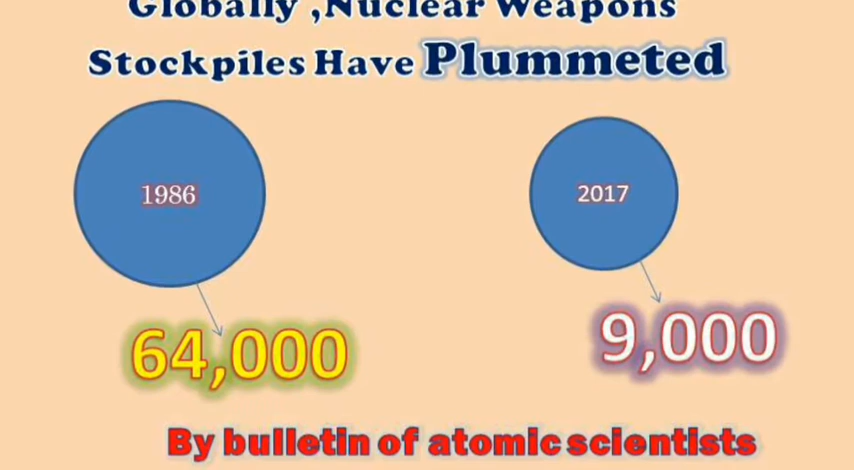 Globally ,Nuclear Weapons
Stockpiles Have Plummeted
1986
2017
64,000
9,000
By bulletin of atomic scientists